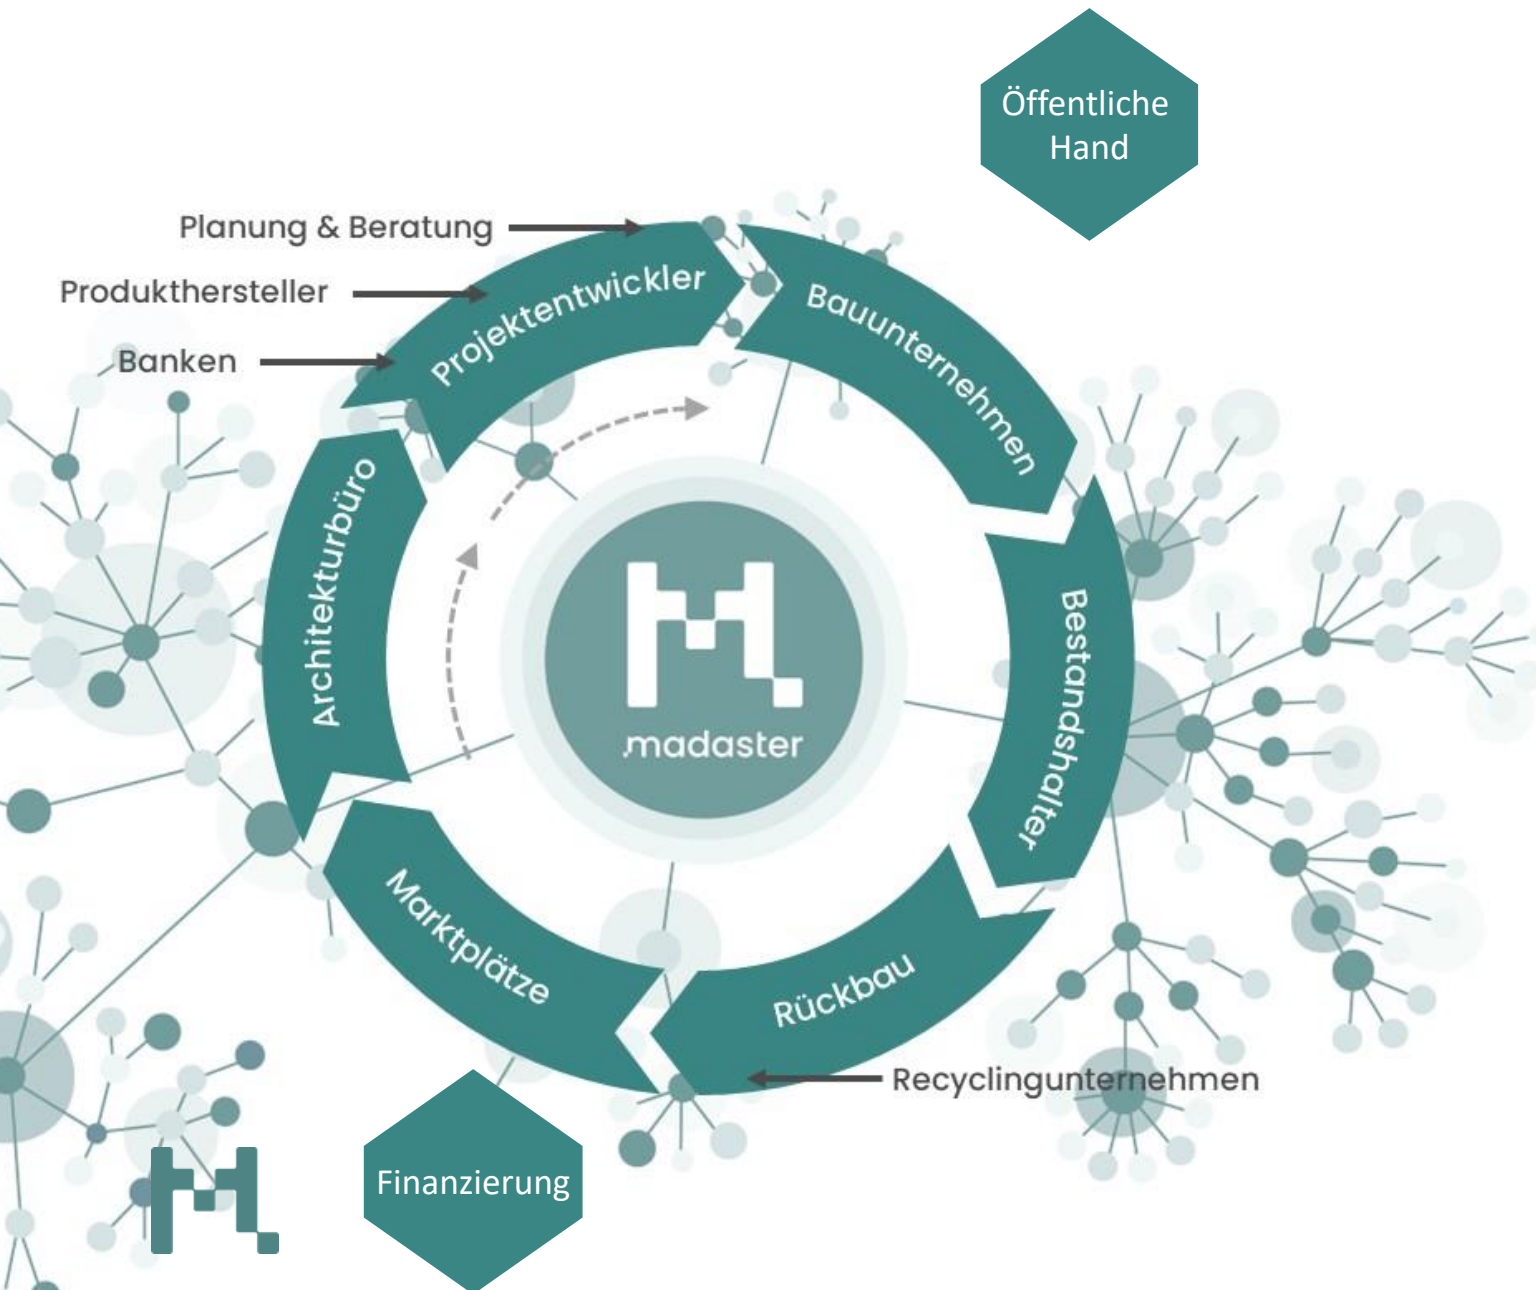 Öffentliche
Hand
Planung & Beratung
Produkthersteller
Banken
Projektentwickler
Bauunternehmen
Architekturbüro
Bestandshalter
madaster
Marktplätze
Rückbau
Recyclingunternehmen
Finanzierung